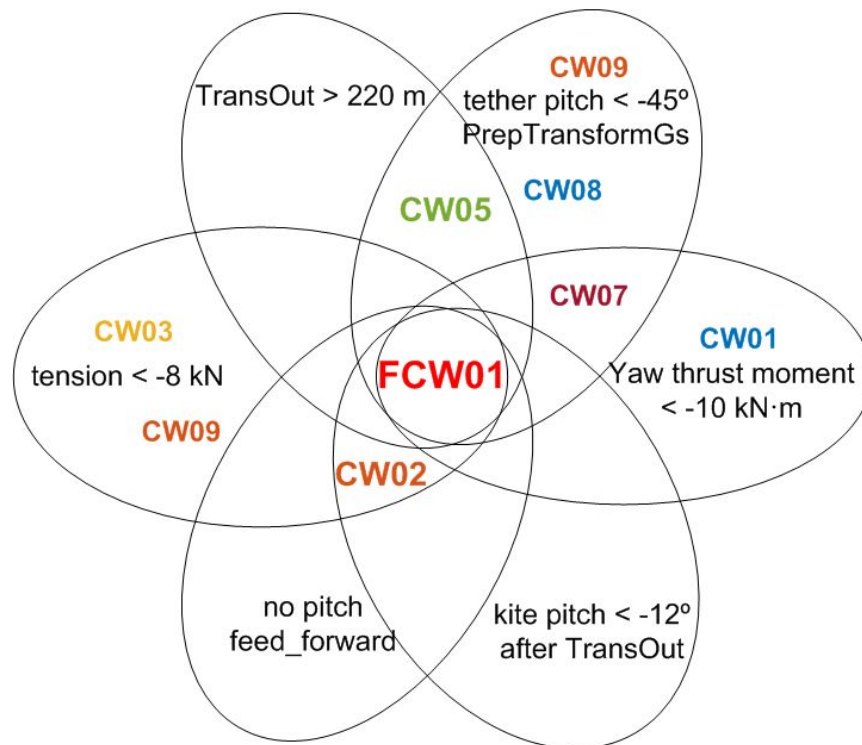 CW09
TransOut > 220 m
tether pitch < -45º
PrepTransformGs
CW08
CW05
CW07
CW03
CW01
tension < -8 kN
FCW01
Yaw thrust moment
< -10 kN·m
CW09
CW02
no pitch
feed_forward
kite pitch < -12º
after TransOut